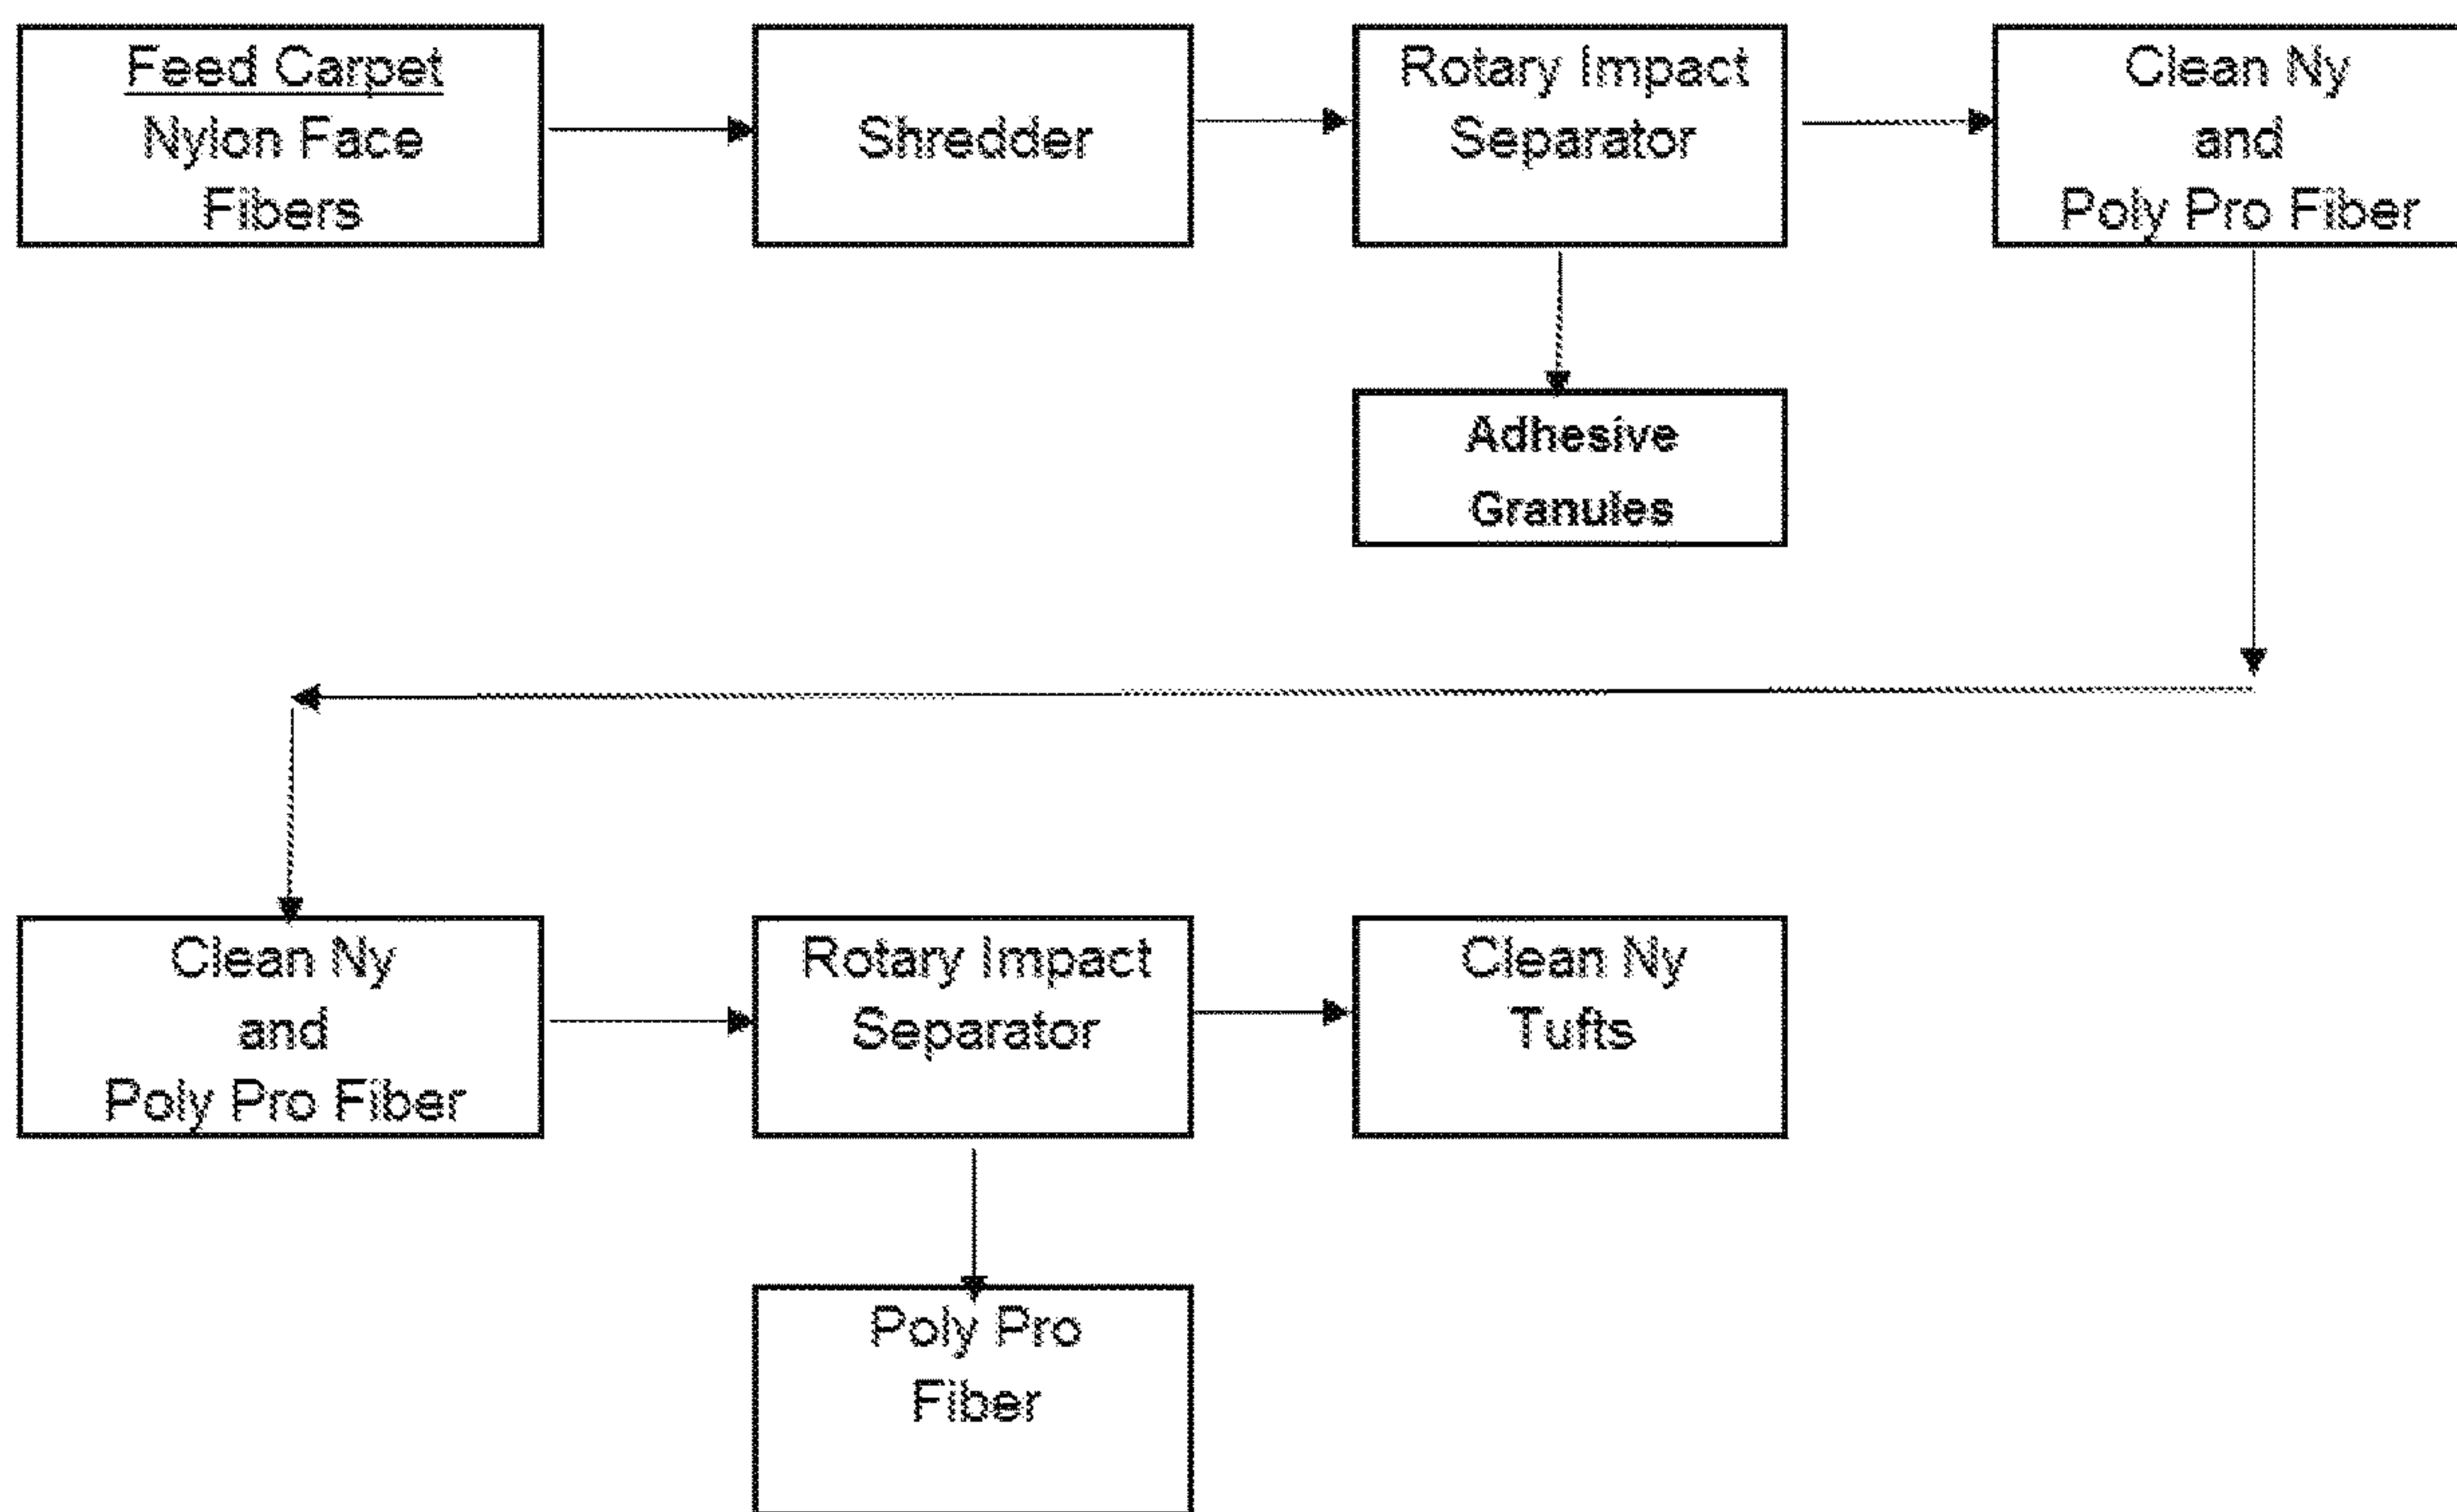 Feed Carpet
Nylon Face
Fibers
Shredder
Rotary Impact
Separator
Clean Ny
and
Poly Pro Fiber
Adhesive
Granules
Clean Ny
and
Poly Pro Fiber
Rotary Impact
Separator
Clean Ny
Tufts
Poly Pro
Fiber